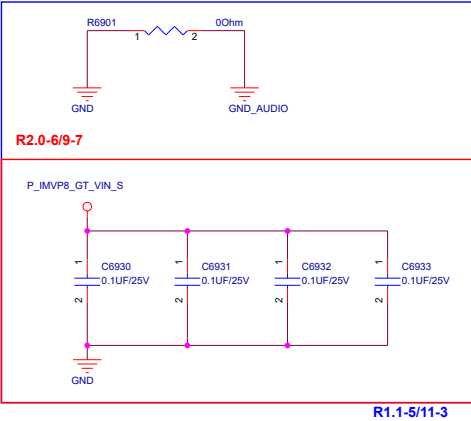 R6901 0Ohm
1 2
GND GND_AUDIO
R2.0-6/9-7
P_IMVP8_GT_VIN_S
1 1 1 1
C6930 C6931 C6932 C6933
0.1UF/25V 0.1UF/25V 0.1UF/25V 0.1UF/25V
2 2 2 2
GND
R1.1-5/11-3